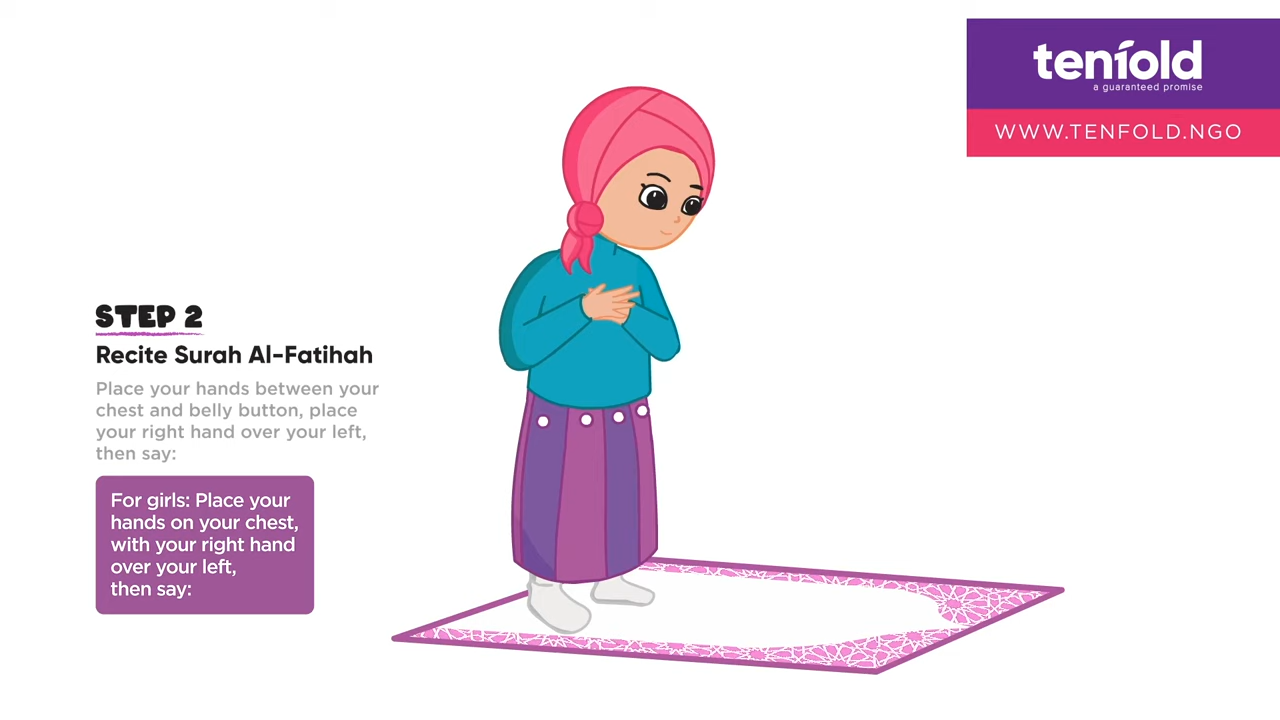 tenfold
a guaranteed promise
WWW.TENFOLD.NGO
STEP 2
Recite Surah Al-Fatihah
Place your hands between your
chest and belly button, place
your right hand over your left,
then say:
For girls: Place your
hands on your chest,
with your right hand
over your left,
then say: